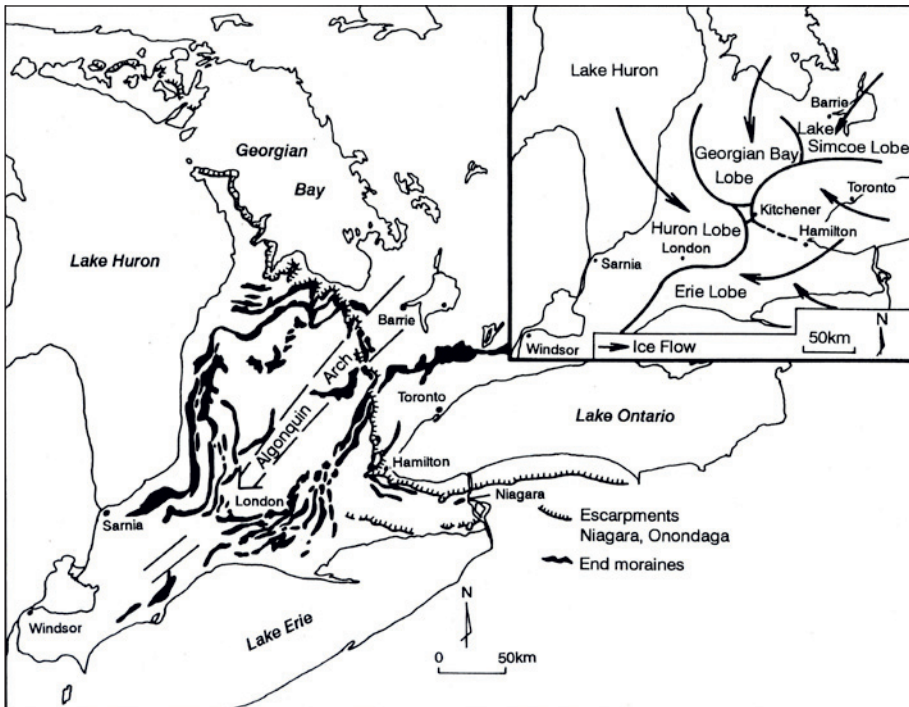 Georgian
Bay
Lake Huron
Barrie
Algonquin Arch
Toronto
Lake Ontario
Hamilton
London
Niagara
Sarnia
Windsor
Lake Erie
Escarpments
Niagara, Onondaga
End moraines
N
0 50km
Lake Huron
Barrie
Lake
Simcoe Lobe
Georgian Bay
Lobe
Toronto
Kitchener
Hamilton
Huron Lobe
London
Sarnia
Erie Lobe
Windsor
Ice Flow
50km
N